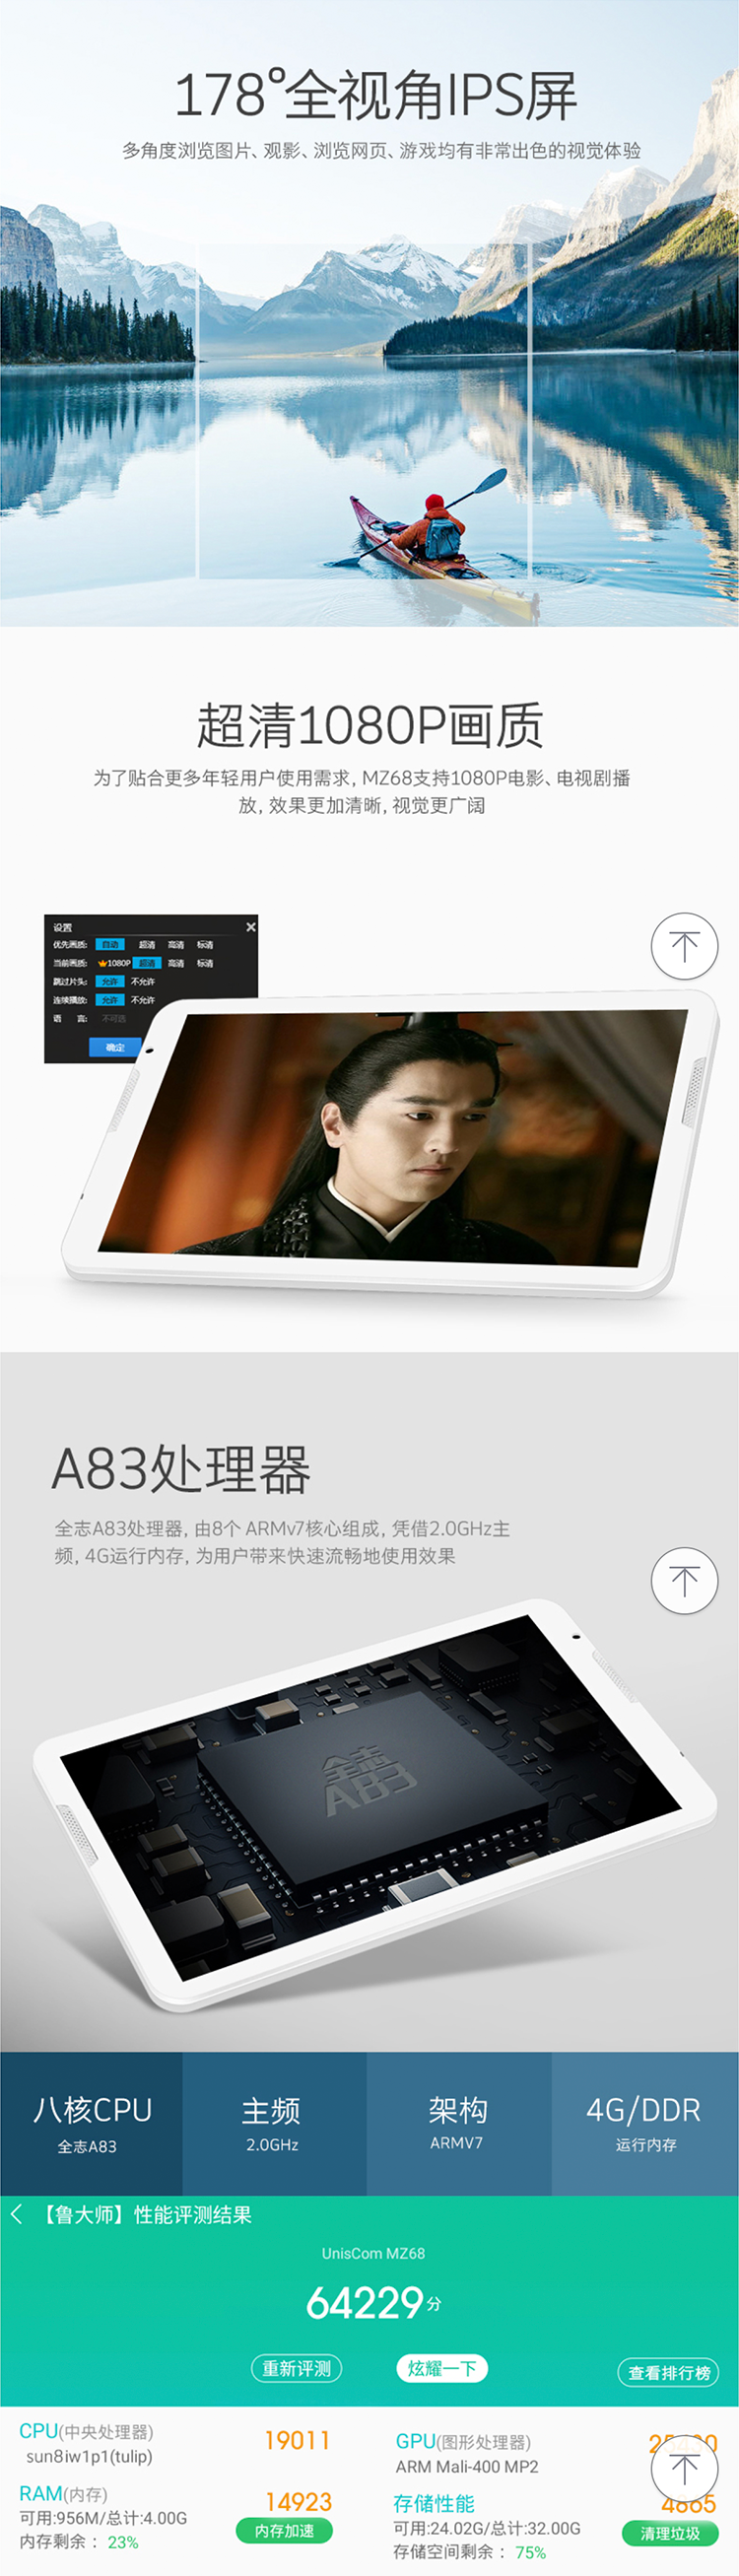 178°全视角IPS屏
多角度浏览图片、观影、浏览网页、游戏均有非常出色的视觉体验
超清1080P画质
为了贴合更多年轻用户使用需求, MZ68支持1080P电影、电视剧播
放, 效果更加清晰, 视觉更广阔
设置
优先画质: 自动 超清 高清 标清
当前画质: 1080P 超清 高清 标清
跳过片头: 允许 不允许
连续播放: 允许 不允许
语 言: 不可选
确定
A83处理器
全志A83处理器, 由8个 ARMv7核心组成, 凭借2.0GHz主
频, 4G运行内存, 为用户带来快速流畅地使用效果
全志
A83
八核CPU 主频 架构 4G/DDR
全志A83 2.0GHz ARMV7 运行内存
【鲁大师】性能评测结果
UnisCom MZ68
64229分
重新评测 炫耀一下 查看排行榜
CPU(中央处理器) 19011
sun8iw1p1(tulip)
GPU(图形处理器)
ARM Mali-400 MP2
RAM(内存) 14923
可用:956M/总计:4.00G
内存剩余： 23%
内存加速
存储性能 4865
可用:24.02G/总计:32.00G
存储空间剩余： 75%
清理垃圾